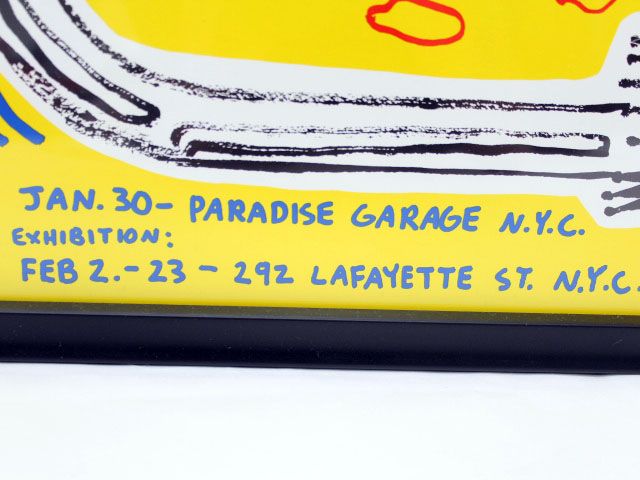 JAN. 30- PARADISE GARAGE N.Y.C.
EXHIBITION:
FEB 2.-23 - 292 LAFAYETTE ST. N.Y.C.